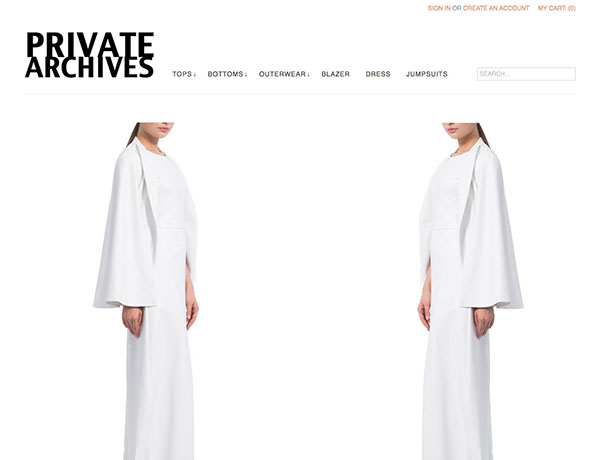 SIGN IN OR CREATE AN ACCOUNT MY CART: (0)
PRIVATE
ARCHIVES
TOPS ↓ BOTTOMS ↓ OUTERWEAR ↓ BLAZER DRESS JUMPSUITS SEARCH...